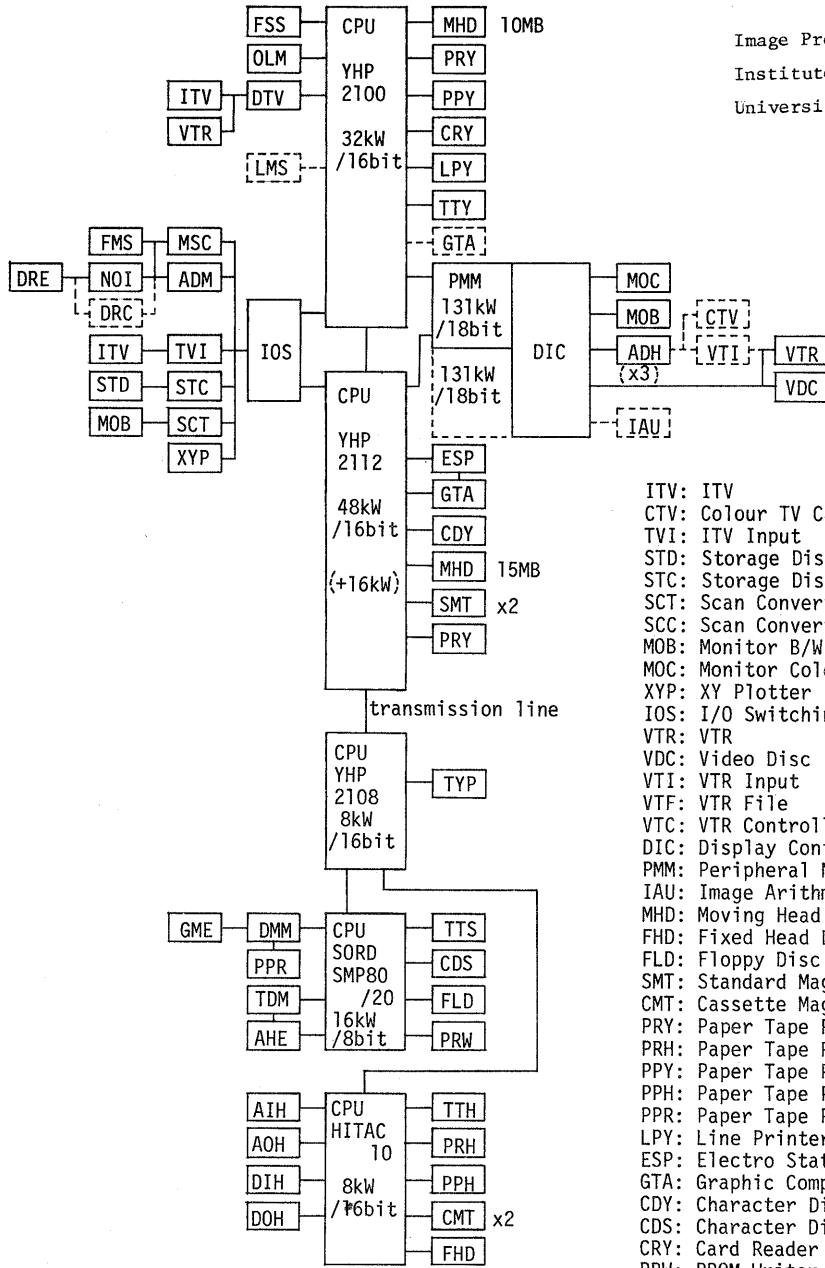 Image Pr
Institut
Universi
FSS
OLM
ITV
DTV
VTR
LMS
CPU
YHP
2100
32kW
/16bit
MHD 10MB
PRY
PPY
CRY
LPY
TTY
GTA
FMS
MSC
DRE
NOI
ADM
DRC
ITV
TVI
STD
STC
MOB
SCT
XYP
IOS
PMM
131kW
/18bit
131kW
/18bit
DIC
MOC
MOB
CTV
ADH
(x3)
VTI
VTR
VDC
IAU
CPU
YHP
2112
48kW
/16bit
(+16kW)
ESP
GTA
CDY
MHD 15MB
SMT x2
PRY
transmission line
CPU
YHP
2108
8kW
/16bit
TYP
GME
DMM
PPR
TDM
AHE
CPU
SORD
SMP80
/20
16kW
/8bit
TTS
CDS
FLD
PRW
AIH
AOH
DIH
DOH
CPU
HITAC
10
8kW
/16bit
TTH
PRH
PPH
CMT x2
FHD
ITV: ITV
CTV: Colour TV C
TVI: ITV Input
STD: Storage Dis
STC: Storage Dis
SCT: Scan Conver
SCC: Scan Conver
MOB: Monitor B/W
MOC: Monitor Col
XYP: XY Plotter
IOS: I/O Switchi
VTR: VTR
VDC: Video Disc
VTI: VTR Input
VTF: VTR File
VTC: VTR Controll
DIC: Display Cont
PMM: Peripheral M
IAU: Image Arithm
MHD: Moving Head
FHD: Fixed Head D
FLD: Floppy Disc
SMT: Standard Mag
CMT: Cassette Mag
PRY: Paper Tape
PRH: Paper Tape
PPY: Paper Tape
PPH: Paper Tape
PPR: Paper Tape
LPY: Line Printer
ESP: Electro Stat
GTA: Graphic Comp
CDY: Character Di
CDS: Character Di
CRY: Card Reader